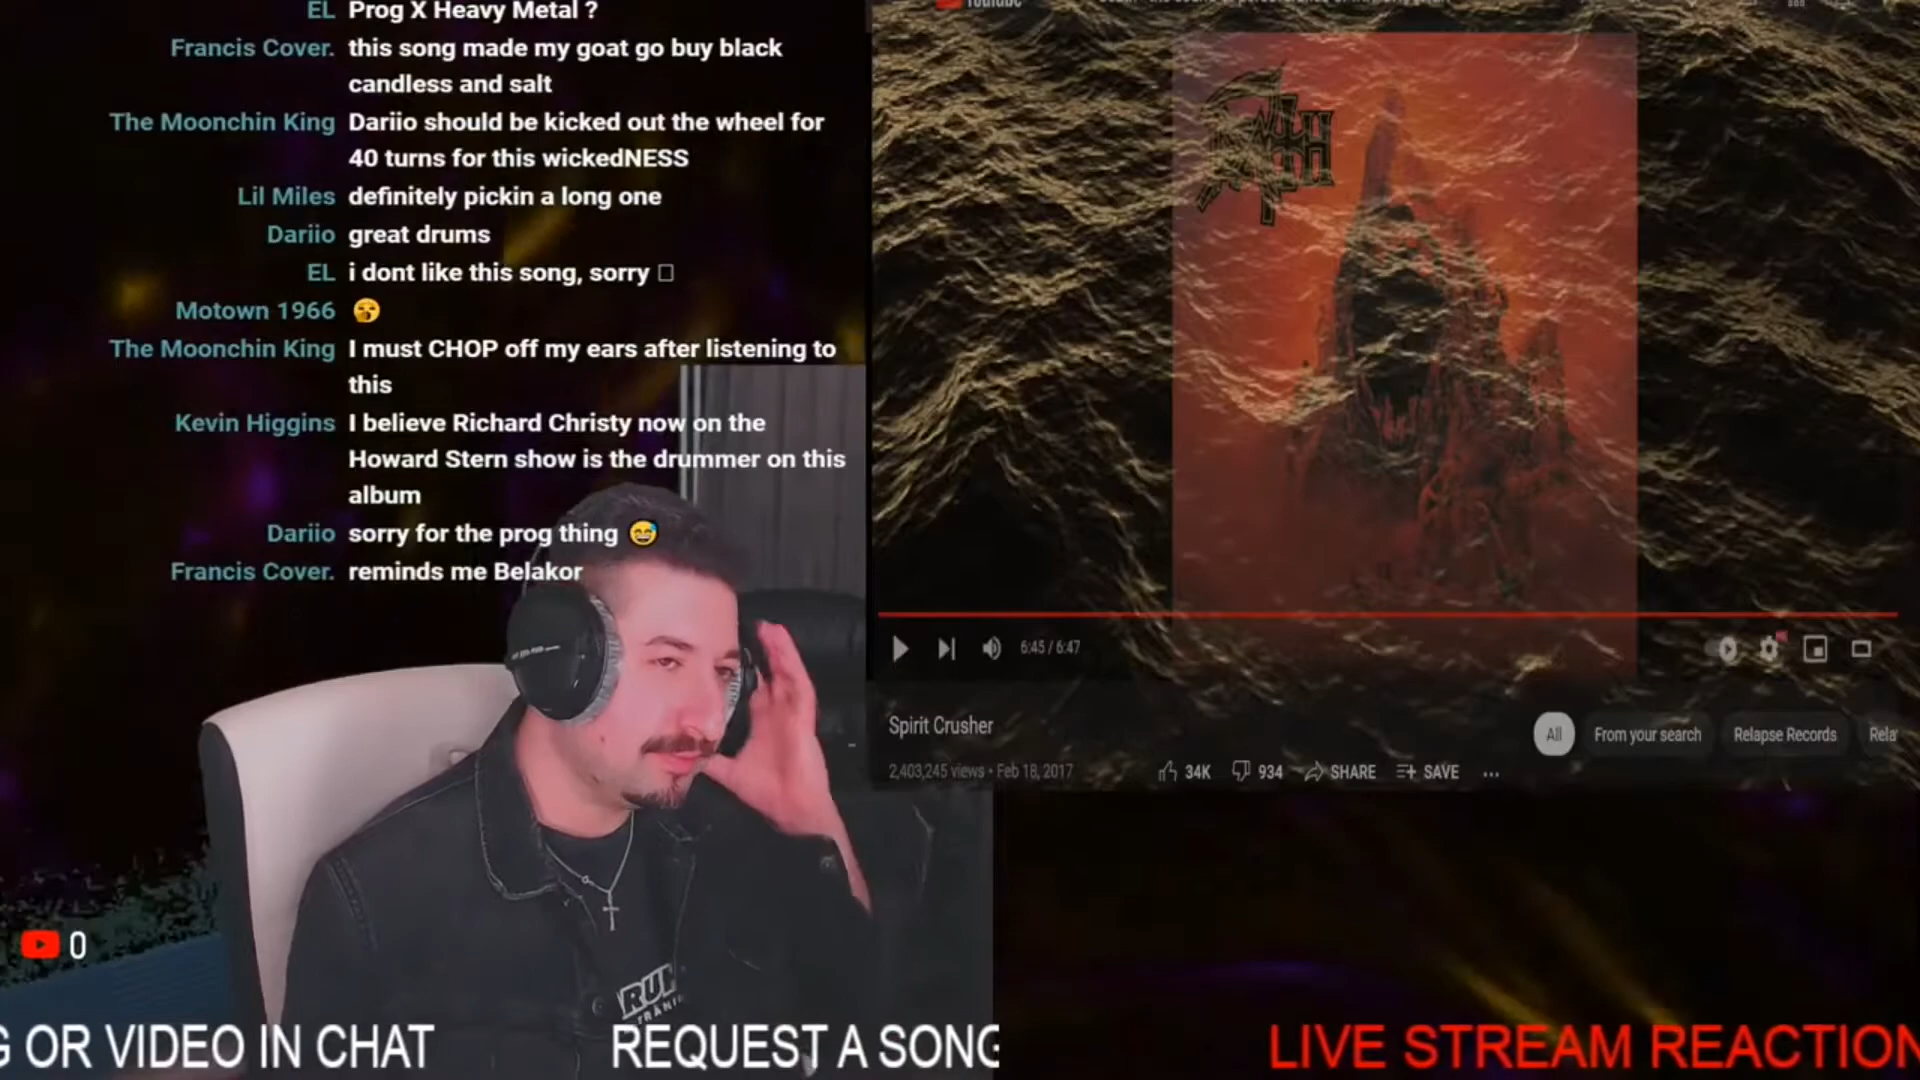 EL Prog X Heavy Metal ?
Francis Cover. this song made my goat go buy black
candless and salt
The Moonchin King Dariio should be kicked out the wheel for
40 turns for this wickedNESS
Lil Miles definitely pickin a long one
Dariio great drums
EL i dont like this song, sorry
Motown 1966
The Moonchin King I must CHOP off my ears after listening to
this
Kevin Higgins I believe Richard Christy now on the
Howard Stern show is the drummer on this
album
Dariio sorry for the prog thing 😅
Francis Cover. reminds me Belakor
YouTube
DEATH
6:45 / 6:47
Spirit Crusher
2,403,245 views • Feb 18, 2017
34K 934 SHARE SAVE ...
All From your search Relapse Records Rela
0
G OR VIDEO IN CHAT REQUEST A SONG
LIVE STREAM REACTION